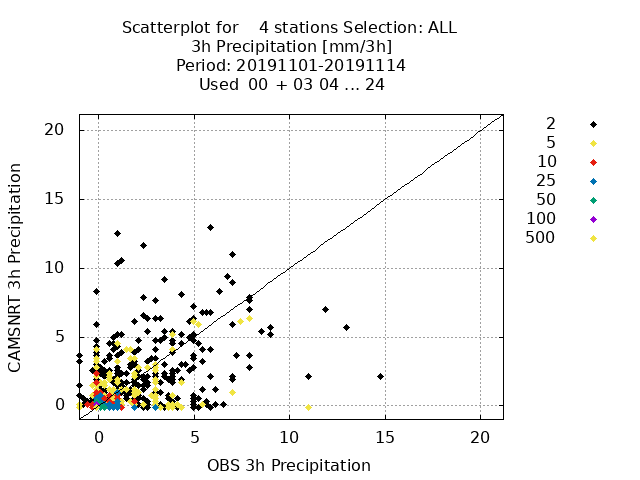 Scatterplot for    4 stations Selection: ALL
3h Precipitation [mm/3h]
Period: 20191101-20191114
Used  00 + 03 04 ... 24
2
5
10
25
50
100
500
CAMSNRT 3h Precipitation
20
15
10
5
0
0 5 10 15 20
OBS 3h Precipitation